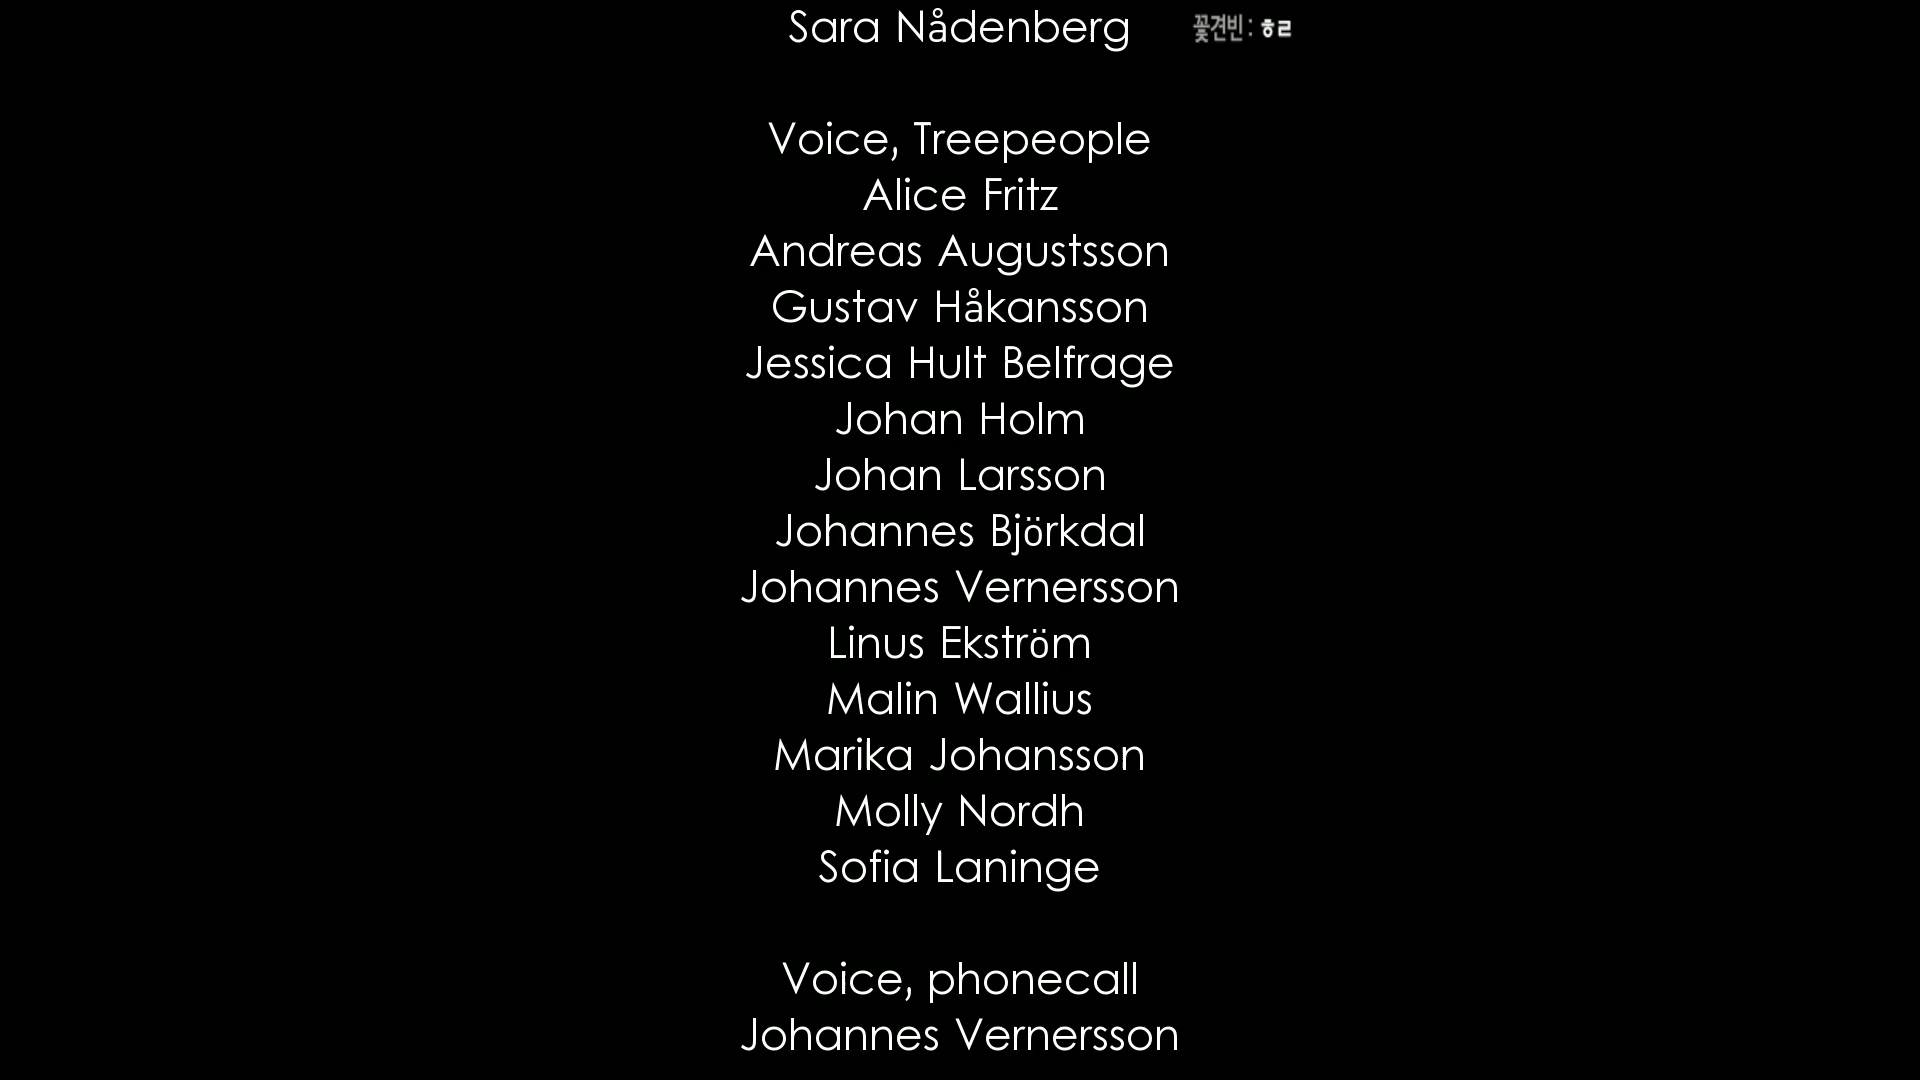 Sara Nådenberg
꽃견빈 : ㅎㄹ
Voice, Treepeople
Alice Fritz
Andreas Augustsson
Gustav Håkansson
Jessica Hult Belfrage
Johan Holm
Johan Larsson
Johannes Björkdal
Johannes Vernersson
Linus Ekström
Malin Wallius
Marika Johansson
Molly Nordh
Sofia Laninge
Voice, phonecall
Johannes Vernersson